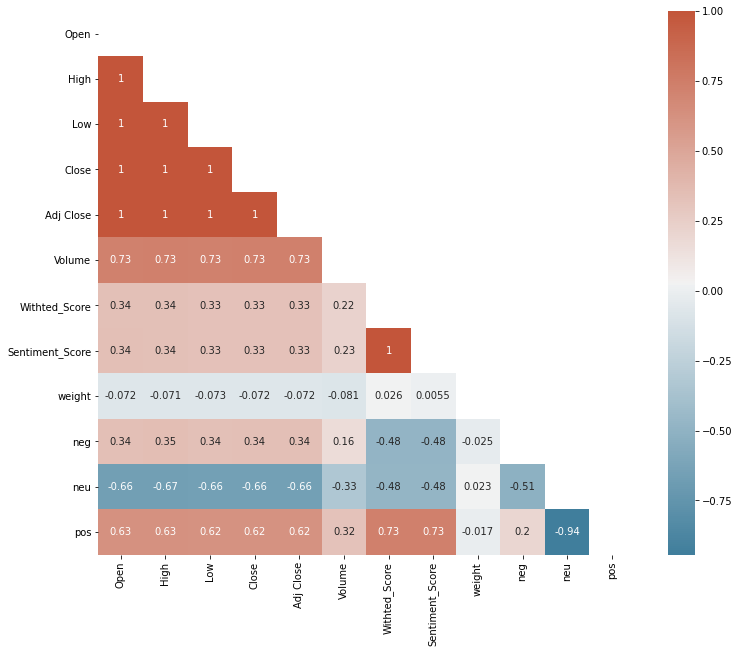 Open
High 1
Low 1 1
Close 1 1 1
Adj Close 1 1 1 1
Volume 0.73 0.73 0.73 0.73 0.73
Withted_Score 0.34 0.34 0.33 0.33 0.33 0.22
Sentiment_Score 0.34 0.34 0.33 0.33 0.33 0.23 1
weight -0.072 -0.071 -0.073 -0.072 -0.072 -0.081 0.026 0.0055
neg 0.34 0.35 0.34 0.34 0.34 0.16 -0.48 -0.48 -0.025
neu -0.66 -0.67 -0.66 -0.66 -0.66 -0.33 -0.48 -0.48 0.023 -0.51
pos 0.63 0.63 0.62 0.62 0.62 0.32 0.73 0.73 -0.017 0.2 -0.94
Open High Low Close Adj Close Volume Withted_Score Sentiment_Score weight neg neu pos
1.00
0.75
0.50
0.25
0.00
−0.25
−0.50
−0.75